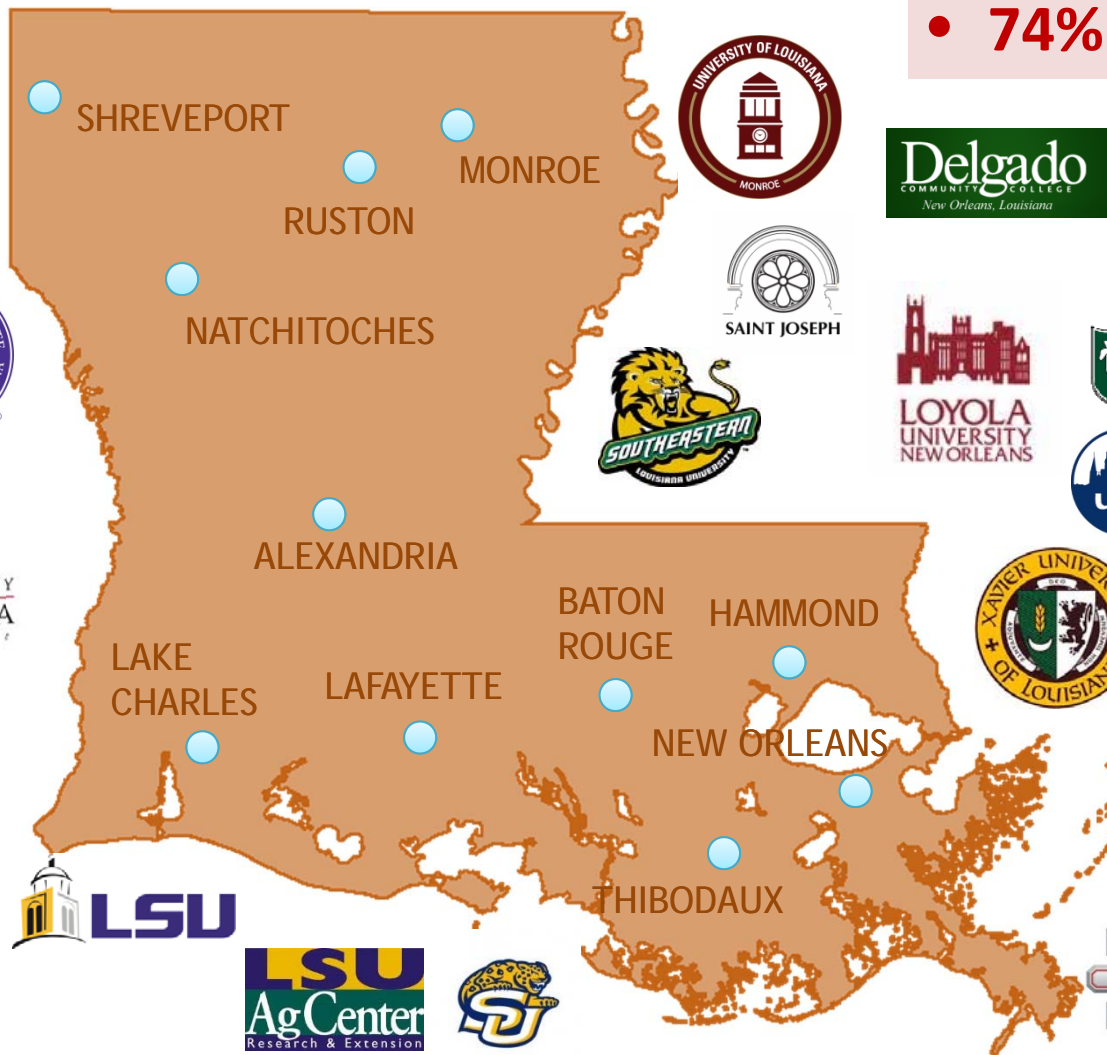 • 74%
SHREVEPORT
MONROE
RUSTON
NATCHITOCHES
ALEXANDRIA
BATON
ROUGE
HAMMOND
LAKE
CHARLES
LAFAYETTE
NEW ORLEANS
THIBODAUX
UNIVERSITY OF LOUISIANA
MONROE
Delgado
COMMUNITY COLLEGE
New Orleans, Louisiana
SAINT JOSEPH
SOUTHEASTERN
LOUISIANA UNIVERSITY
LOYOLA
UNIVERSITY
NEW ORLEANS
XAVIER UNIVER
OF LOUISIAN
LSU
LSU
AgCenter
Research & Extension
SU
Y
A